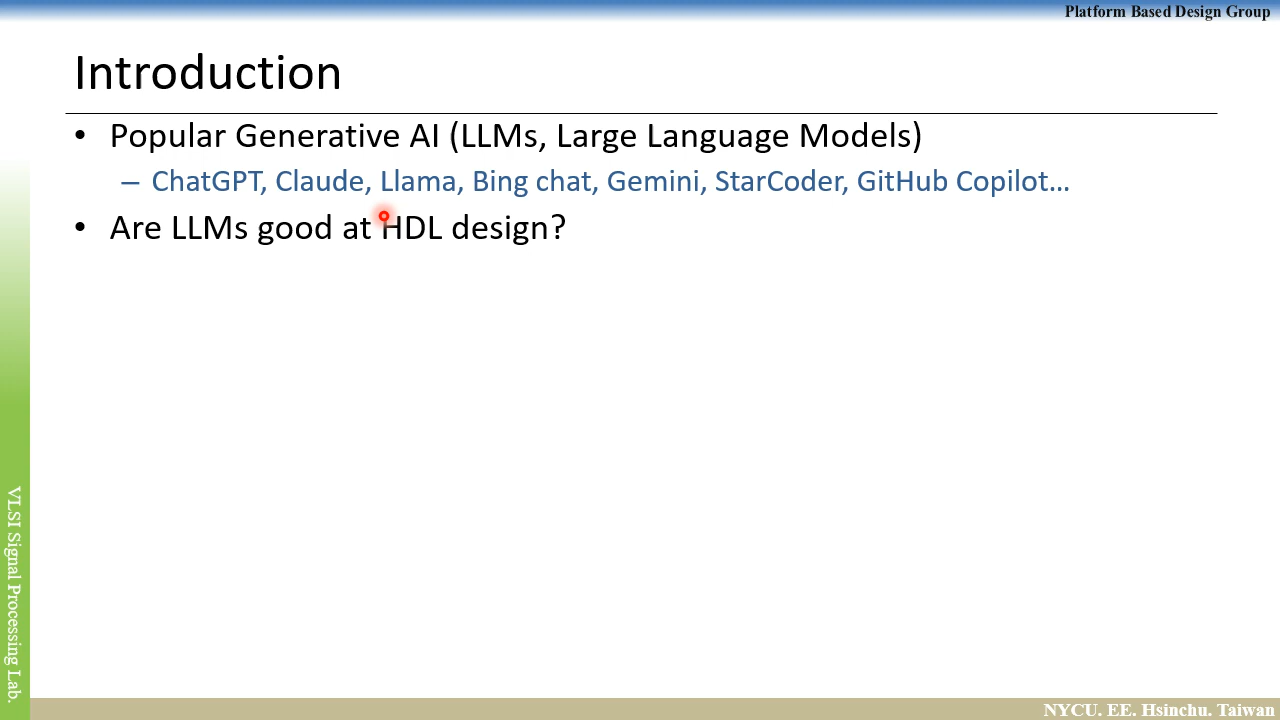 Platform Based Design Group
Introduction
• Popular Generative AI (LLMs, Large Language Models)
– ChatGPT, Claude, Llama, Bing chat, Gemini, StarCoder, GitHub Copilot…
• Are LLMs good at HDL design?
VLSI Signal Processing Lab.
NYCU. EE. Hsinchu. Taiwan